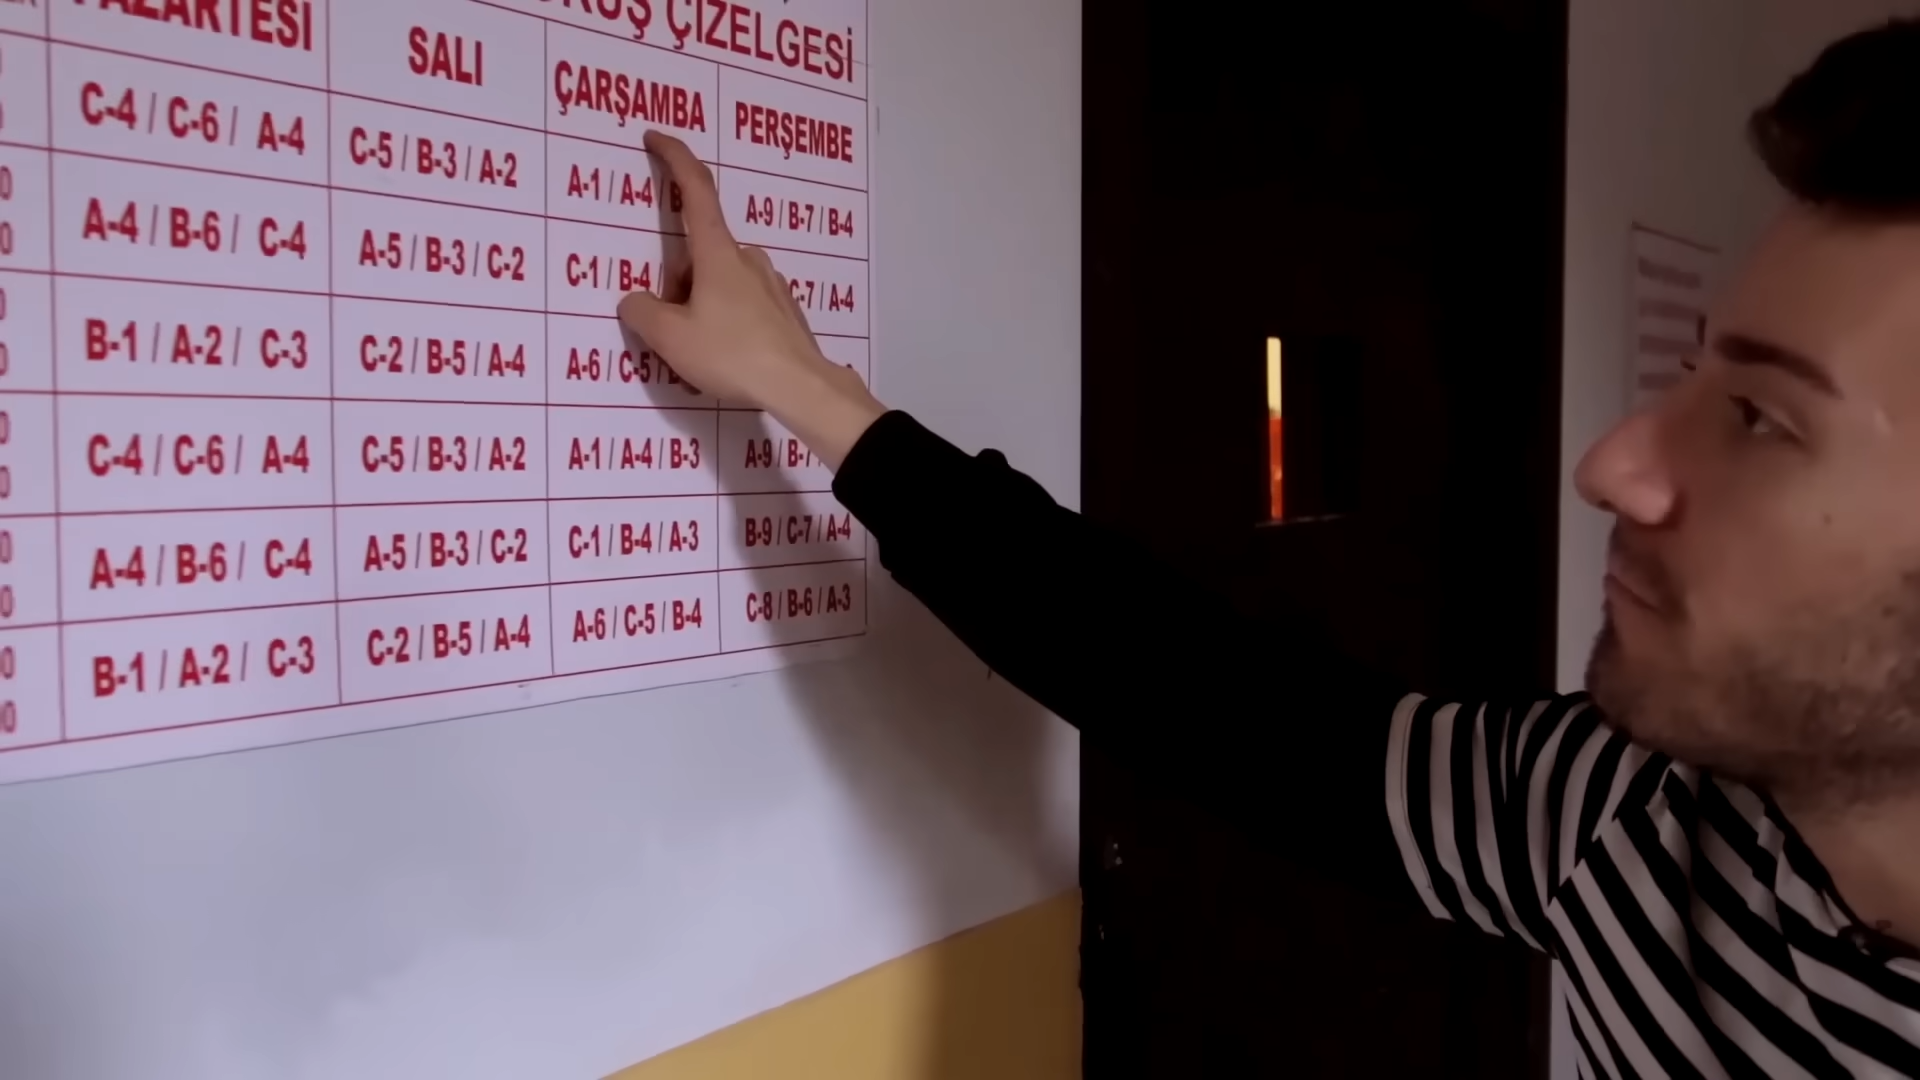 ÇİZELGESİ
PAZARTESİ SALI ÇARŞAMBA PERŞEMBE
C-4 / C-6 / A-4 C-5 / B-3 / A-2 A-1 / A-4 / A-9 / B-7 / B-4
A-4 / B-6 / C-4 A-5 / B-3 / C-2 C-1 / B-4 / C-7 / A-4
B-1 / A-2 / C-3 C-2 / B-5 / A-4 A-6 / C-5 /
C-4 / C-6 / A-4 C-5 / B-3 / A-2 A-1 / A-4 / B-3 A-9 / B-7
A-4 / B-6 / C-4 A-5 / B-3 / C-2 C-1 / B-4 / A-3 B-9 / C-7 / A-4
B-1 / A-2 / C-3 C-2 / B-5 / A-4 A-6 / C-5 / B-4 C-8 / B-6 / A-3